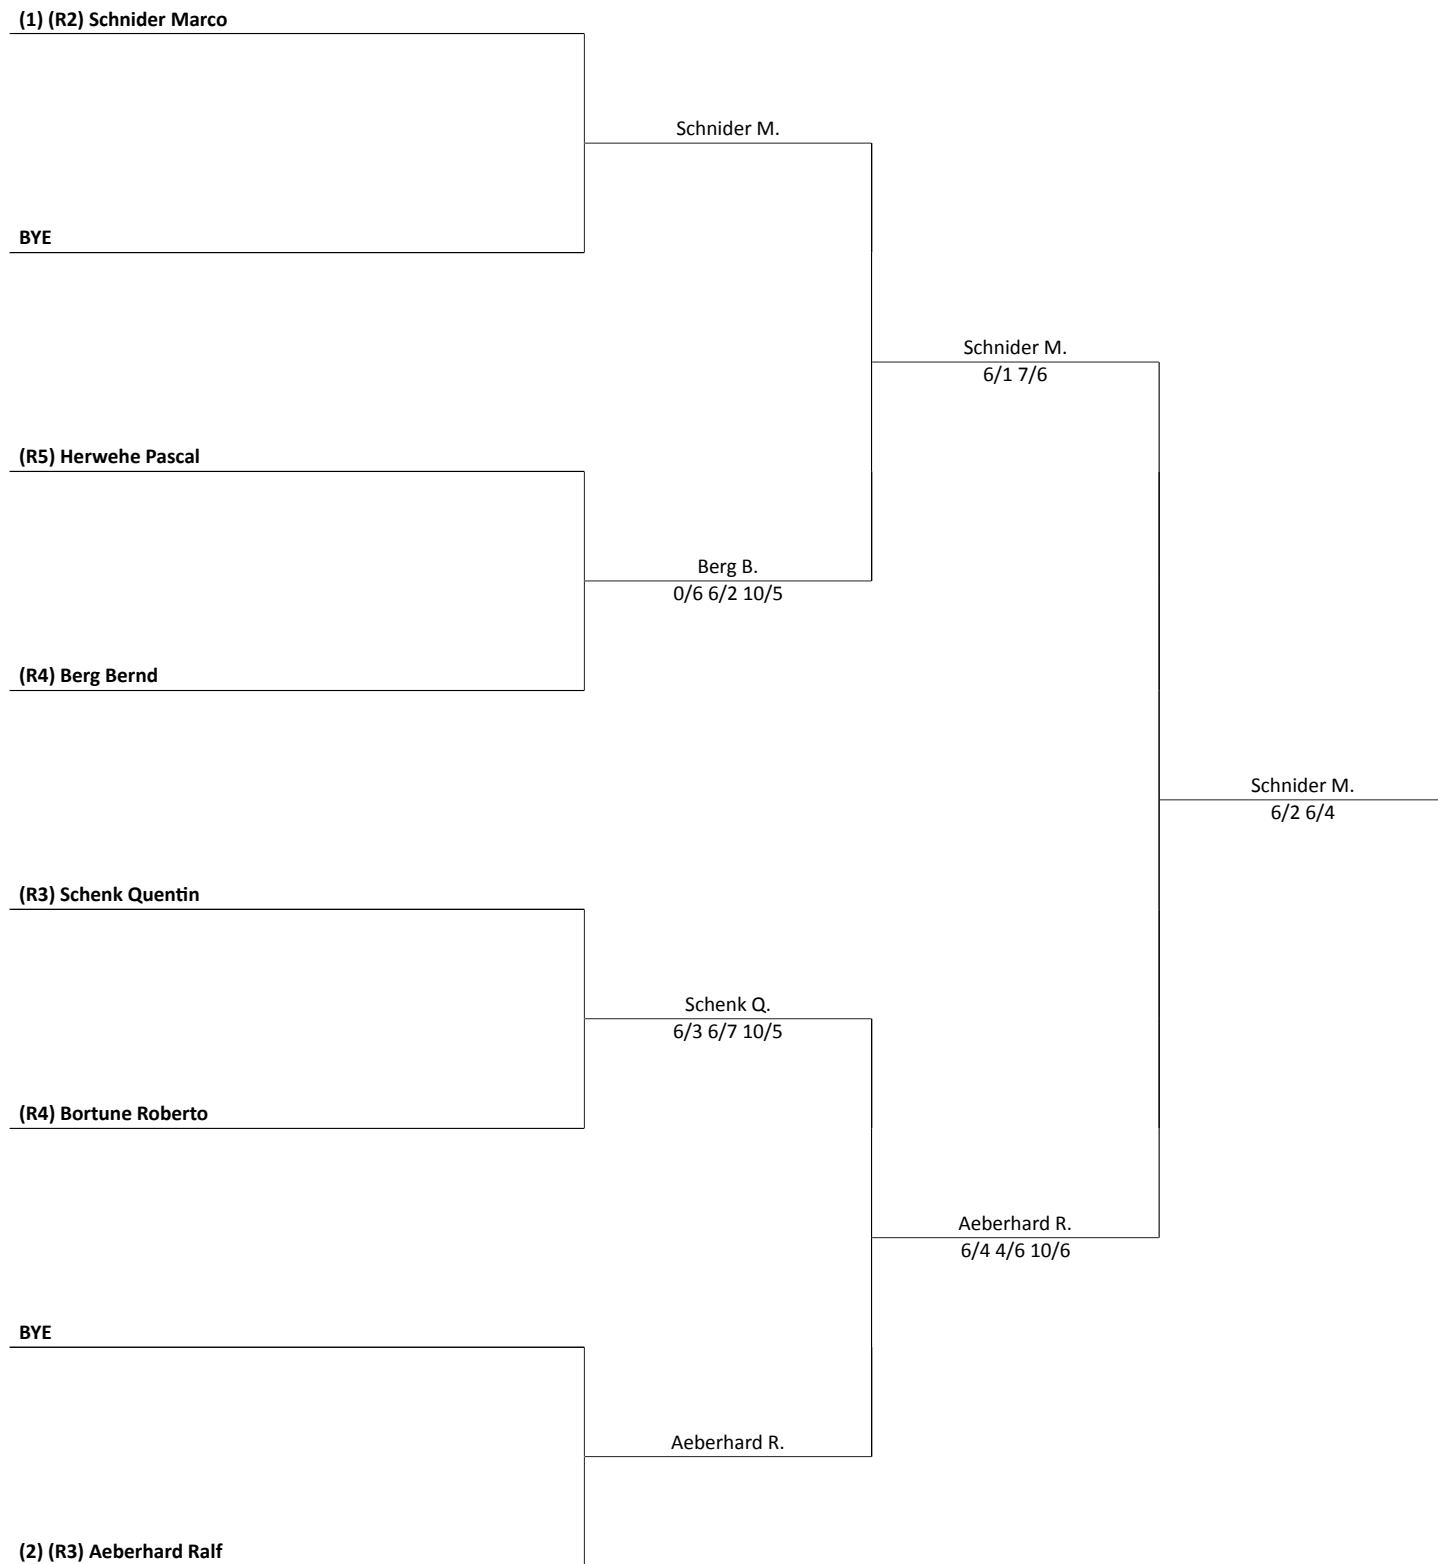 (1) (R2) Schnider Marco
Schnider M.
BYE
Schnider M.
6/1 7/6
(R5) Herwehe Pascal
Berg B.
0/6 6/2 10/5
(R4) Berg Bernd
Schnider M.
6/2 6/4
(R3) Schenk Quentin
Schenk Q.
6/3 6/7 10/5
(R4) Bortune Roberto
Aeberhard R.
6/4 4/6 10/6
BYE
Aeberhard R.
(2) (R3) Aeberhard Ralf